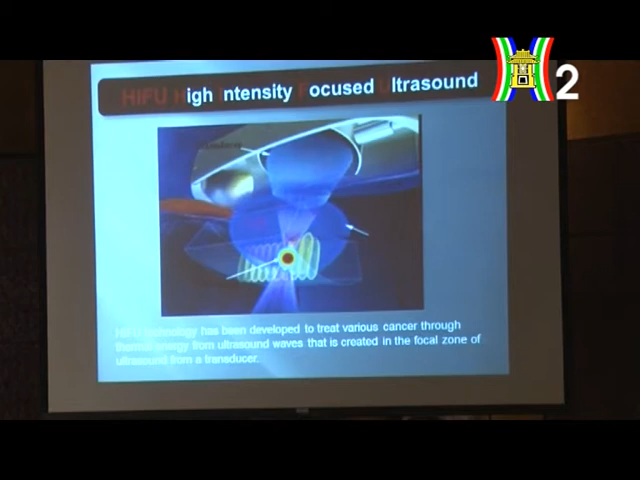 HIFU High Intensity Focused Ultrasound
2
HIFU technology has been developed to treat various cancer through
thermal energy from ultrasound waves that is created in the focal zone of
ultrasound from a transducer.